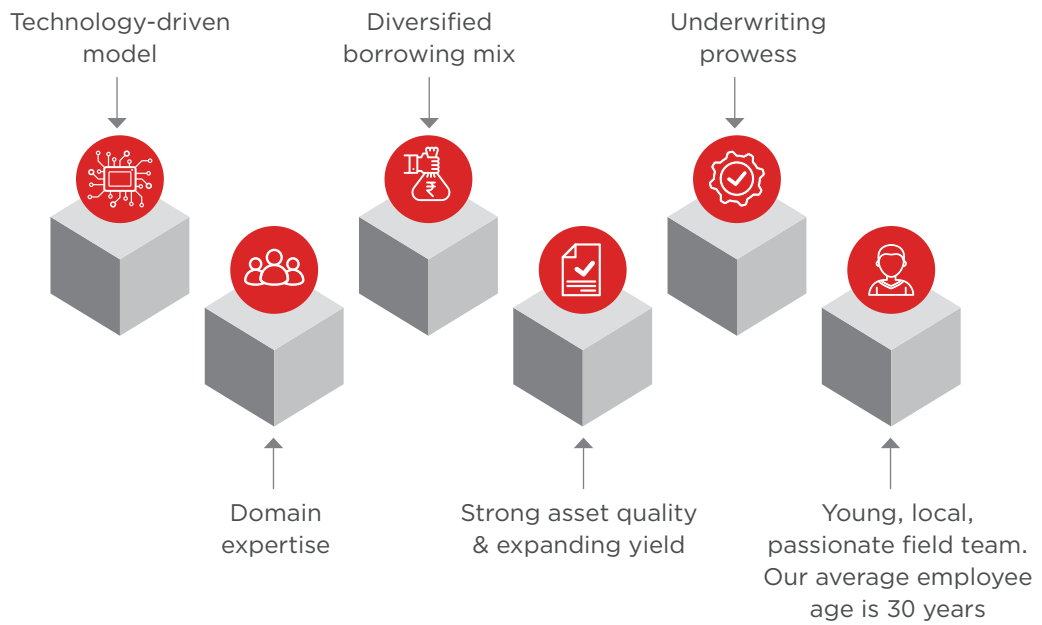 Technology-driven
model
Diversified
borrowing mix
Underwriting
prowess
₹
Domain
expertise
Strong asset quality
& expanding yield
Young, local,
passionate field team.
Our average employee
age is 30 years